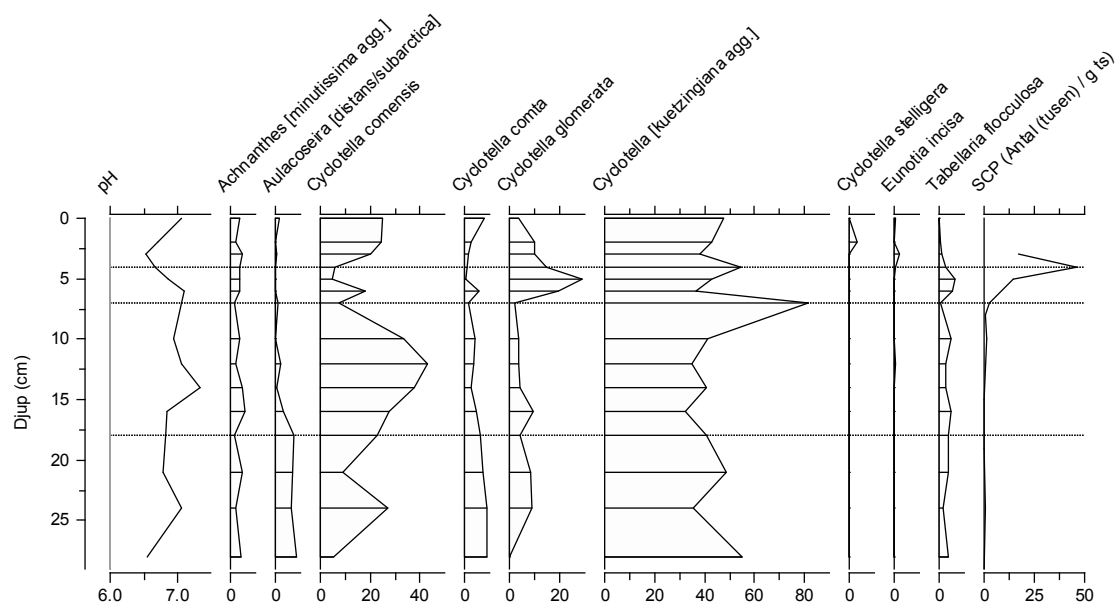 pH
Achnanthes [minutissima agg.]
Aulacoseira [distans/subarctica]
Cyclotella comensis
Cyclotella comta
Cyclotella glomerata
Cyclotella [kuetzingiana agg.]
Cyclotella stelligera
Eunotia incisa
Tabellaria flocculosa
SCP (Antal (tusen) / g ts)
0
5
10
15
20
25
Djup (cm)
6.0 7.0 0 0 0 20 40 0 0 20 0 20 40 60 80 0 0 0 0 25 50